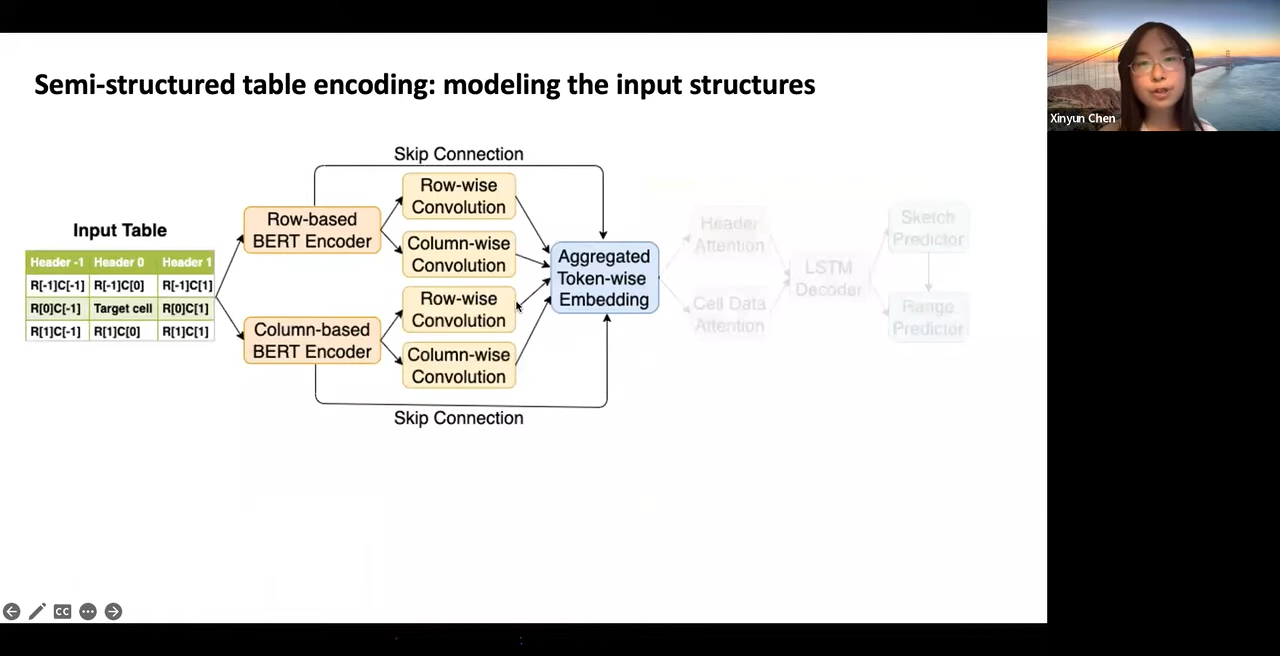 Semi-structured table encoding: modeling the input structures
Xinyun Chen
Input Table
Header -1 Header 0 Header 1
R[-1]C[-1] R[-1]C[0] R[-1]C[1]
R[0]C[-1] Target cell R[0]C[1]
R[1]C[-1] R[1]C[0] R[1]C[1]
Row-based
BERT Encoder
Column-based
BERT Encoder
Skip Connection
Row-wise
Convolution
Column-wise
Convolution
Row-wise
Convolution
Column-wise
Convolution
Skip Connection
Aggregated
Token-wise
Embedding
Header
Attention
Cell Data
Attention
LSTM
Decoder
Sketch
Predictor
Range
Predictor
CC